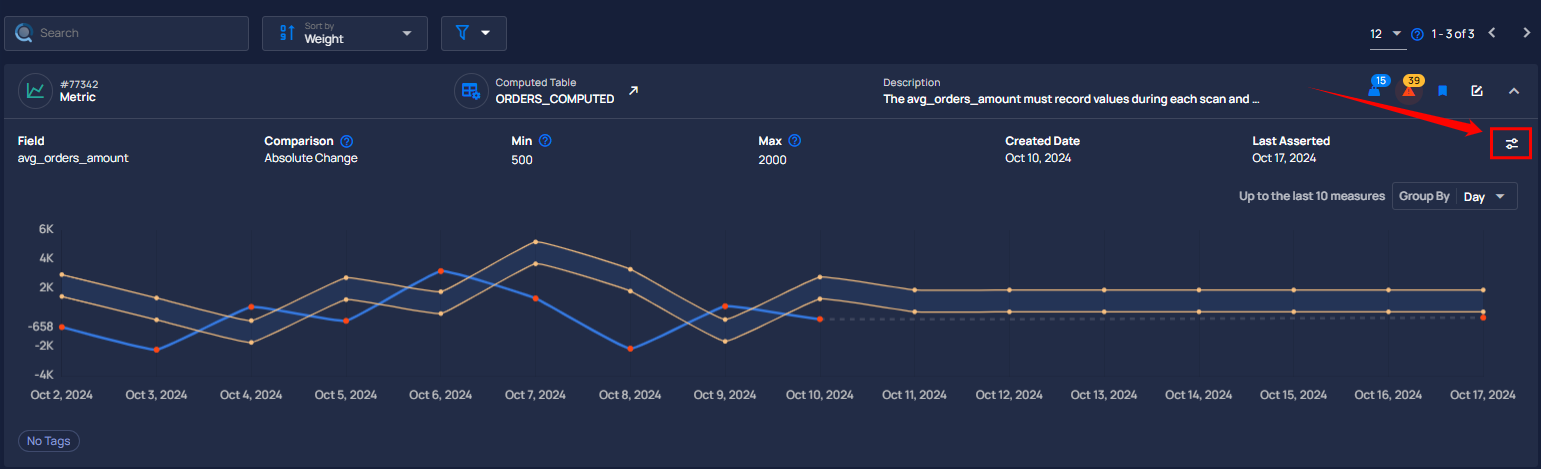 Search
Sort by
Weight
12
1 - 3 of 3
#77342
Metric
Computed Table
ORDERS_COMPUTED
Description
The avg_orders_amount must record values during each scan and ...
15
39
Field
avg_orders_amount
Comparison
Absolute Change
Min
500
Max
2000
Created Date
Oct 10, 2024
Last Asserted
Oct 17, 2024
Up to the last 10 measures
Group By
Day
6K
4K
2K
-658
-2K
-4K
Oct 2, 2024
Oct 3, 2024
Oct 4, 2024
Oct 5, 2024
Oct 6, 2024
Oct 7, 2024
Oct 8, 2024
Oct 9, 2024
Oct 10, 2024
Oct 11, 2024
Oct 12, 2024
Oct 13, 2024
Oct 14, 2024
Oct 15, 2024
Oct 16, 2024
Oct 17, 2024
No Tags